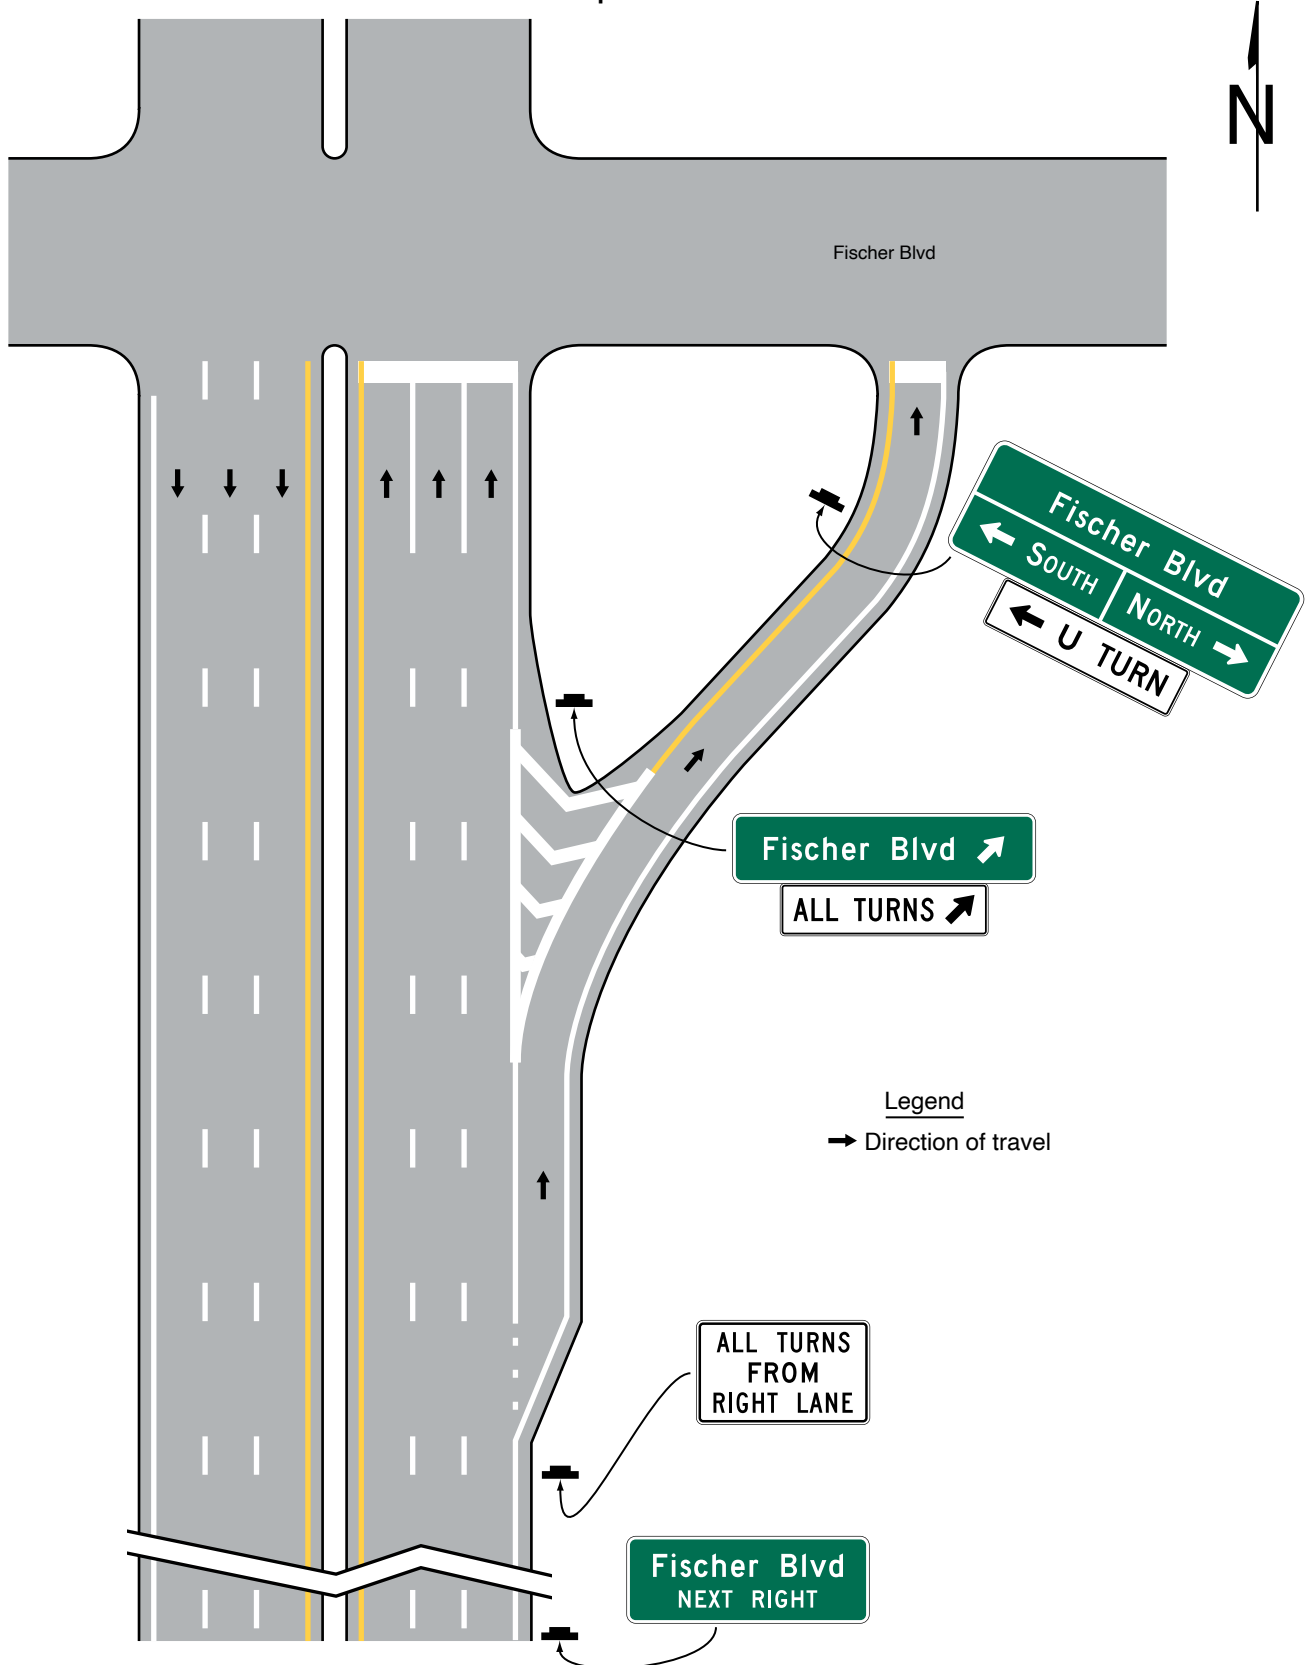 N
Fischer Blvd
Fischer Blvd
SOUTH
NORTH
U TURN
Fischer Blvd
ALL TURNS
Legend
Direction of travel
ALL TURNS
FROM
RIGHT LANE
Fischer Blvd
NEXT RIGHT